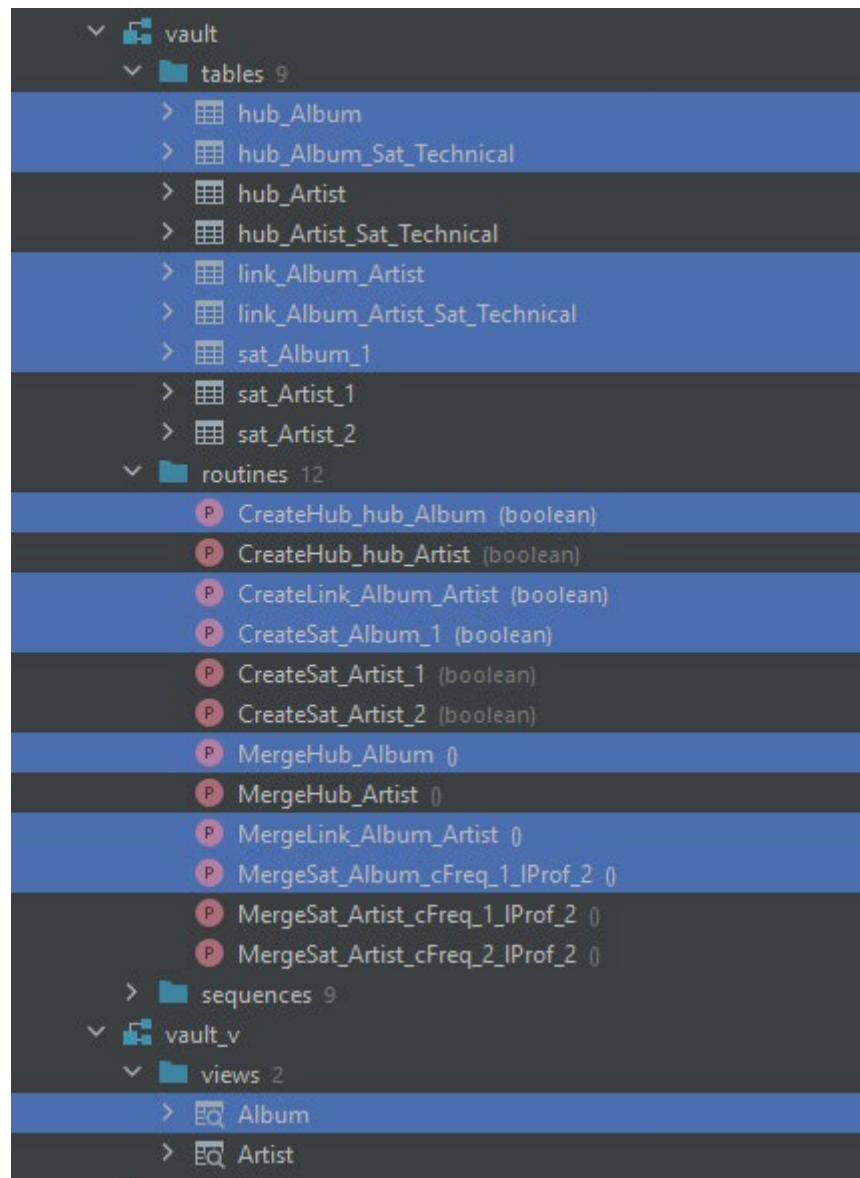 vault
tables 9
hub_Album
hub_Album_Sat_Technical
hub_Artist
hub_Artist_Sat_Technical
link_Album_Artist
link_Album_Artist_Sat_Technical
sat_Album_1
sat_Artist_1
sat_Artist_2
routines 12
P CreateHub_hub_Album (boolean)
P CreateHub_hub_Artist (boolean)
P CreateLink_Album_Artist (boolean)
P CreateSat_Album_1 (boolean)
P CreateSat_Artist_1 (boolean)
P CreateSat_Artist_2 (boolean)
P MergeHub_Album ()
P MergeHub_Artist ()
P MergeLink_Album_Artist ()
P MergeSat_Album_cFreq_1_lProf_2 ()
P MergeSat_Artist_cFreq_1_lProf_2 ()
P MergeSat_Artist_cFreq_2_lProf_2 ()
sequences 9
vault_v
views 2
Album
Artist